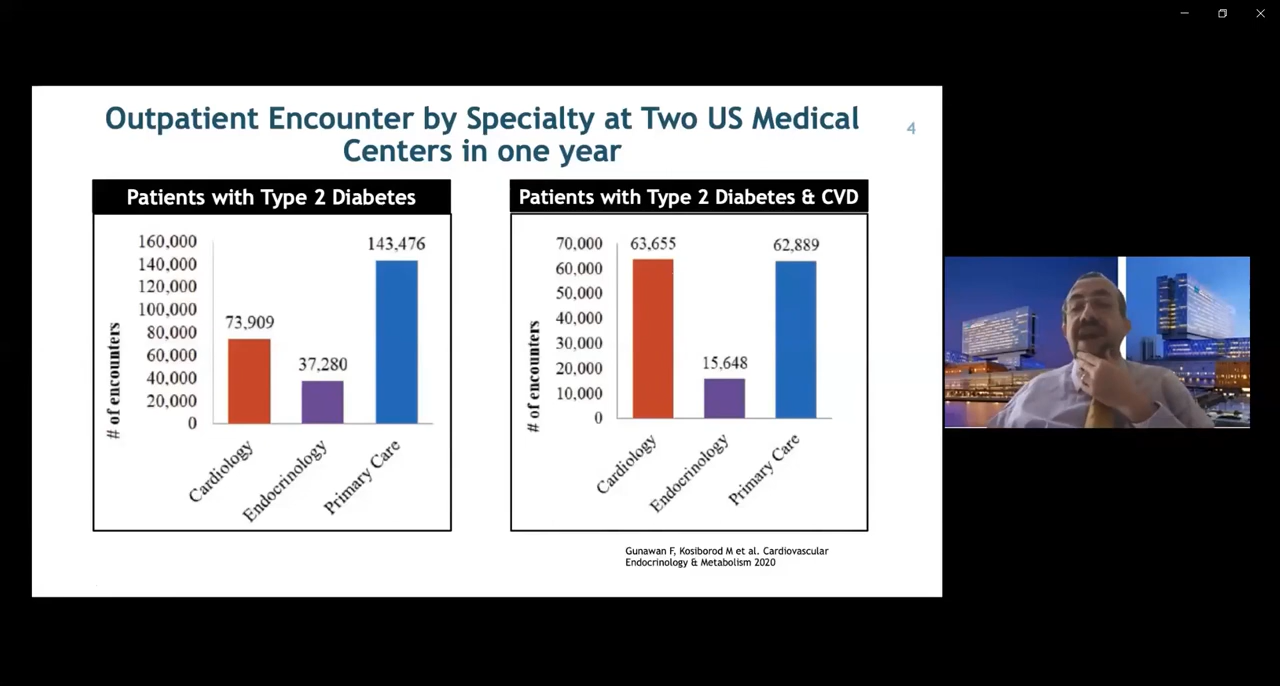 Outpatient Encounter by Specialty at Two US Medical
Centers in one year
4
Patients with Type 2 Diabetes
160,000
140,000
120,000
100,000
80,000
60,000
40,000
20,000
0
# of encounters
73,909
37,280
143,476
Cardiology
Endocrinology
Primary Care
Patients with Type 2 Diabetes & CVD
70,000
60,000
50,000
40,000
30,000
20,000
10,000
0
# of encounters
63,655
15,648
62,889
Cardiology
Endocrinology
Primary Care
Gunawan F, Kosiborod M et al. Cardiovascular
Endocrinology & Metabolism 2020